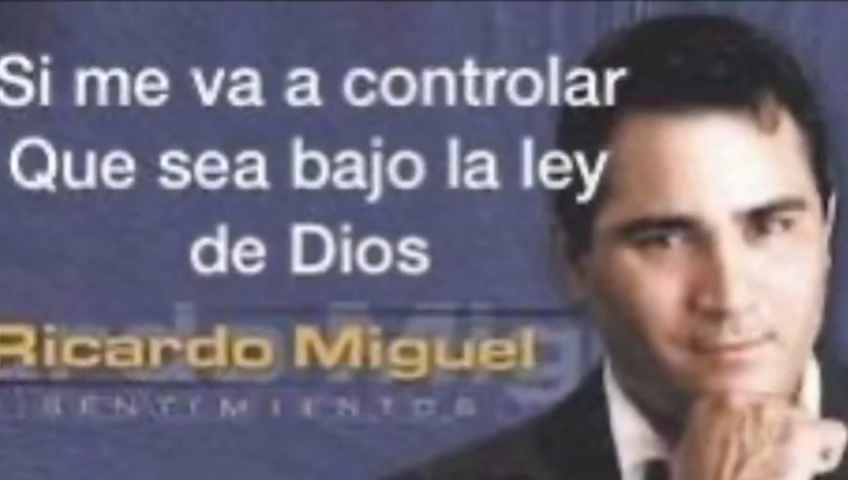 Si me va a controlar
Que sea bajo la ley
de Dios
Ricardo Miguel
SENTIMIENTOS